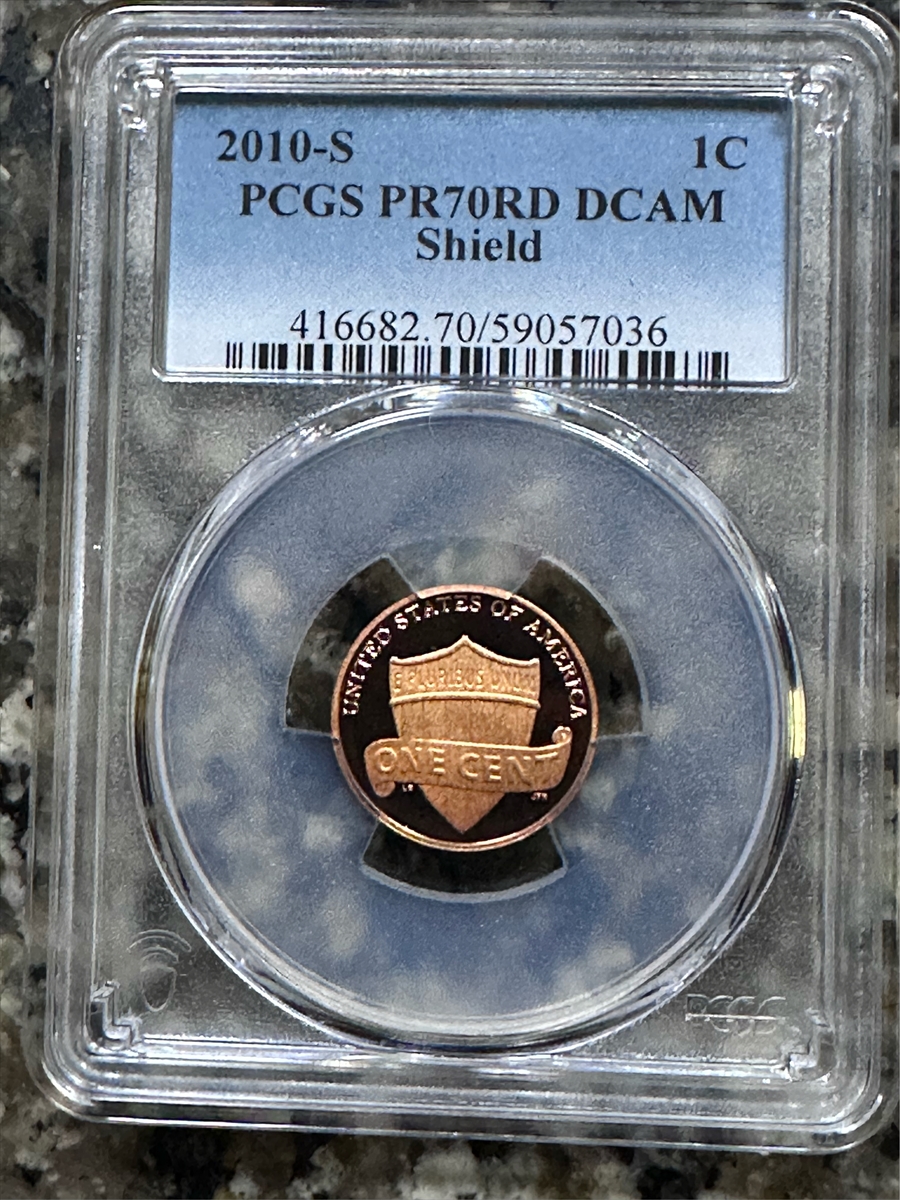 2010-S 1C
PCGS PR70RD DCAM
Shield
416682.70/59057036
UNITED STATES OF AMERICA
E PLURIBUS UNUM
ONE CENT
PCGS